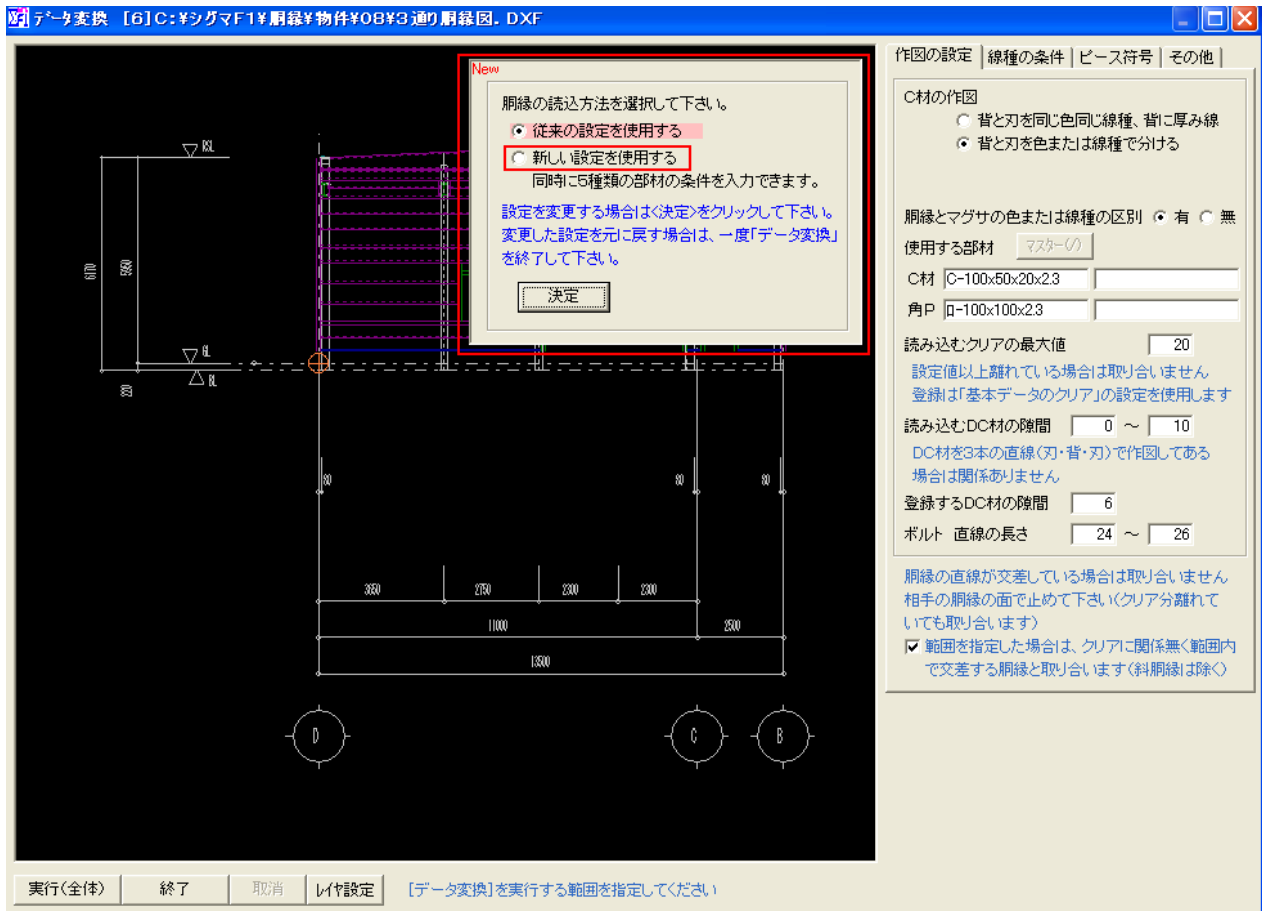 データ変換 [6]C:¥シグマF1¥胴縁¥物件¥08¥3通り胴縁図.DXF
New
胴縁の読込方法を選択して下さい。
従来の設定を使用する
新しい設定を使用する
同時に5種類の部材の条件を入力できます。
設定を変更する場合は<決定>をクリックして下さい。
変更した設定を元に戻す場合は、一度「データ変換」
を終了して下さい。
決定
作図の設定
線種の条件
ピース符号
その他
C材の作図
背と刃を同じ色同じ線種、背に厚み線
背と刃を色または線種で分ける
胴縁とマグサの色または線種の区別 有 無
使用する部材 マスター(/)
C材 C-100x50x20x2.3
角P ロ-100x100x2.3
読み込むクリアの最大値 20
設定値以上離れている場合は取り合いません
登録は「基本データのクリア」の設定を使用します
読み込むDC材の隙間 0 ~ 10
DC材を3本の直線(刃・背・刃)で作図してある
場合は関係ありません
登録するDC材の隙間 6
ボルト 直線の長さ 24 ~ 26
胴縁の直線が交差している場合は取り合いません
相手の胴縁の面で止めて下さい(クリア分離れて
いても取り合います)
範囲を指定した場合は、クリアに関係無く範囲内
で交差する胴縁と取り合います(斜胴縁は除く)
6170
5950
GL
80
80
80
2750
2300
2300
11000
2500
13500
D
C
B
実行(全体)
終了
取消
レイヤ設定
[データ変換]を実行する範囲を指定してください